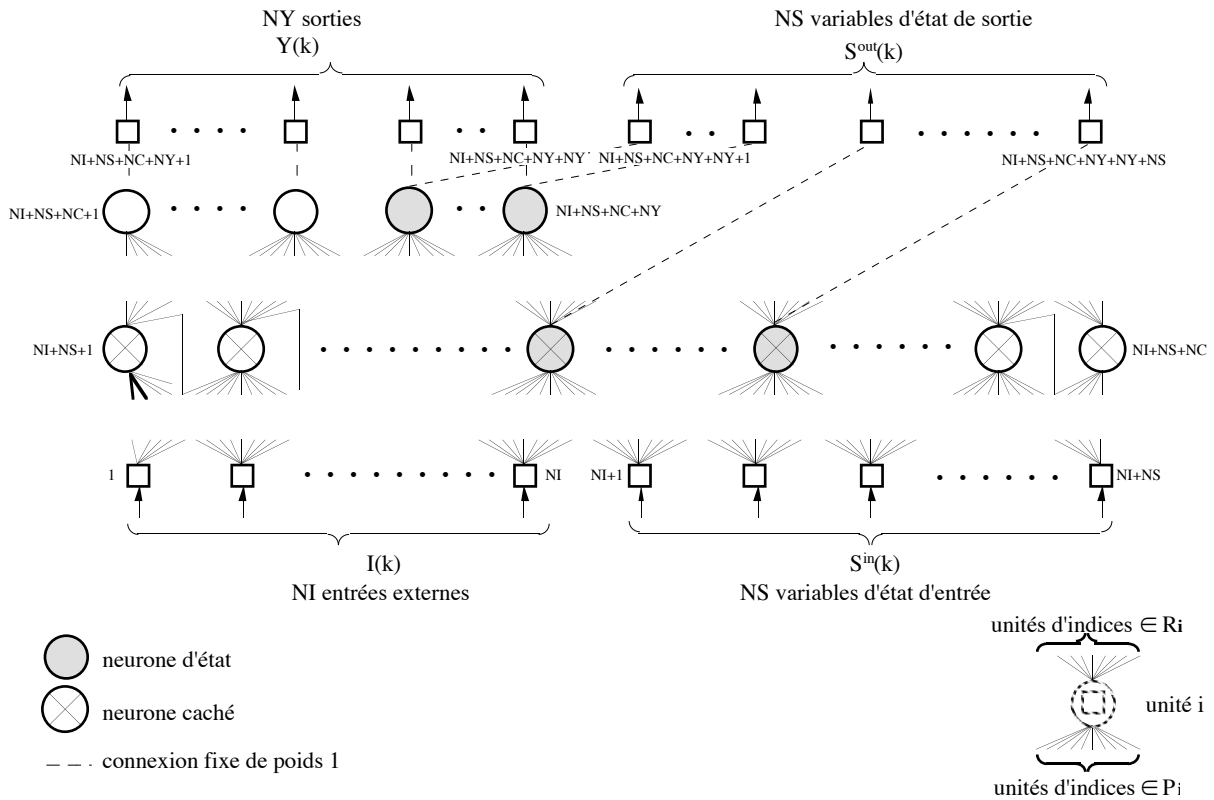 NY sorties
NS variables d'état de sortie
Y(k)
S^out(k)
NI+NS+NC+NY+1
NI+NS+NC+NY+NY
NI+NS+NC+NY+NY+1
NI+NS+NC+NY+NY+NS
NI+NS+NC+1
NI+NS+NC+NY
NI+NS+1
NI+NS+NC
1
NI
NI+1
NI+NS
I(k)
S^in(k)
NI entrées externes
NS variables d'état d'entrée
unités d'indices ∈ Ri
neurone d'état
unité i
neurone caché
connexion fixe de poids 1
unités d'indices ∈ Pi